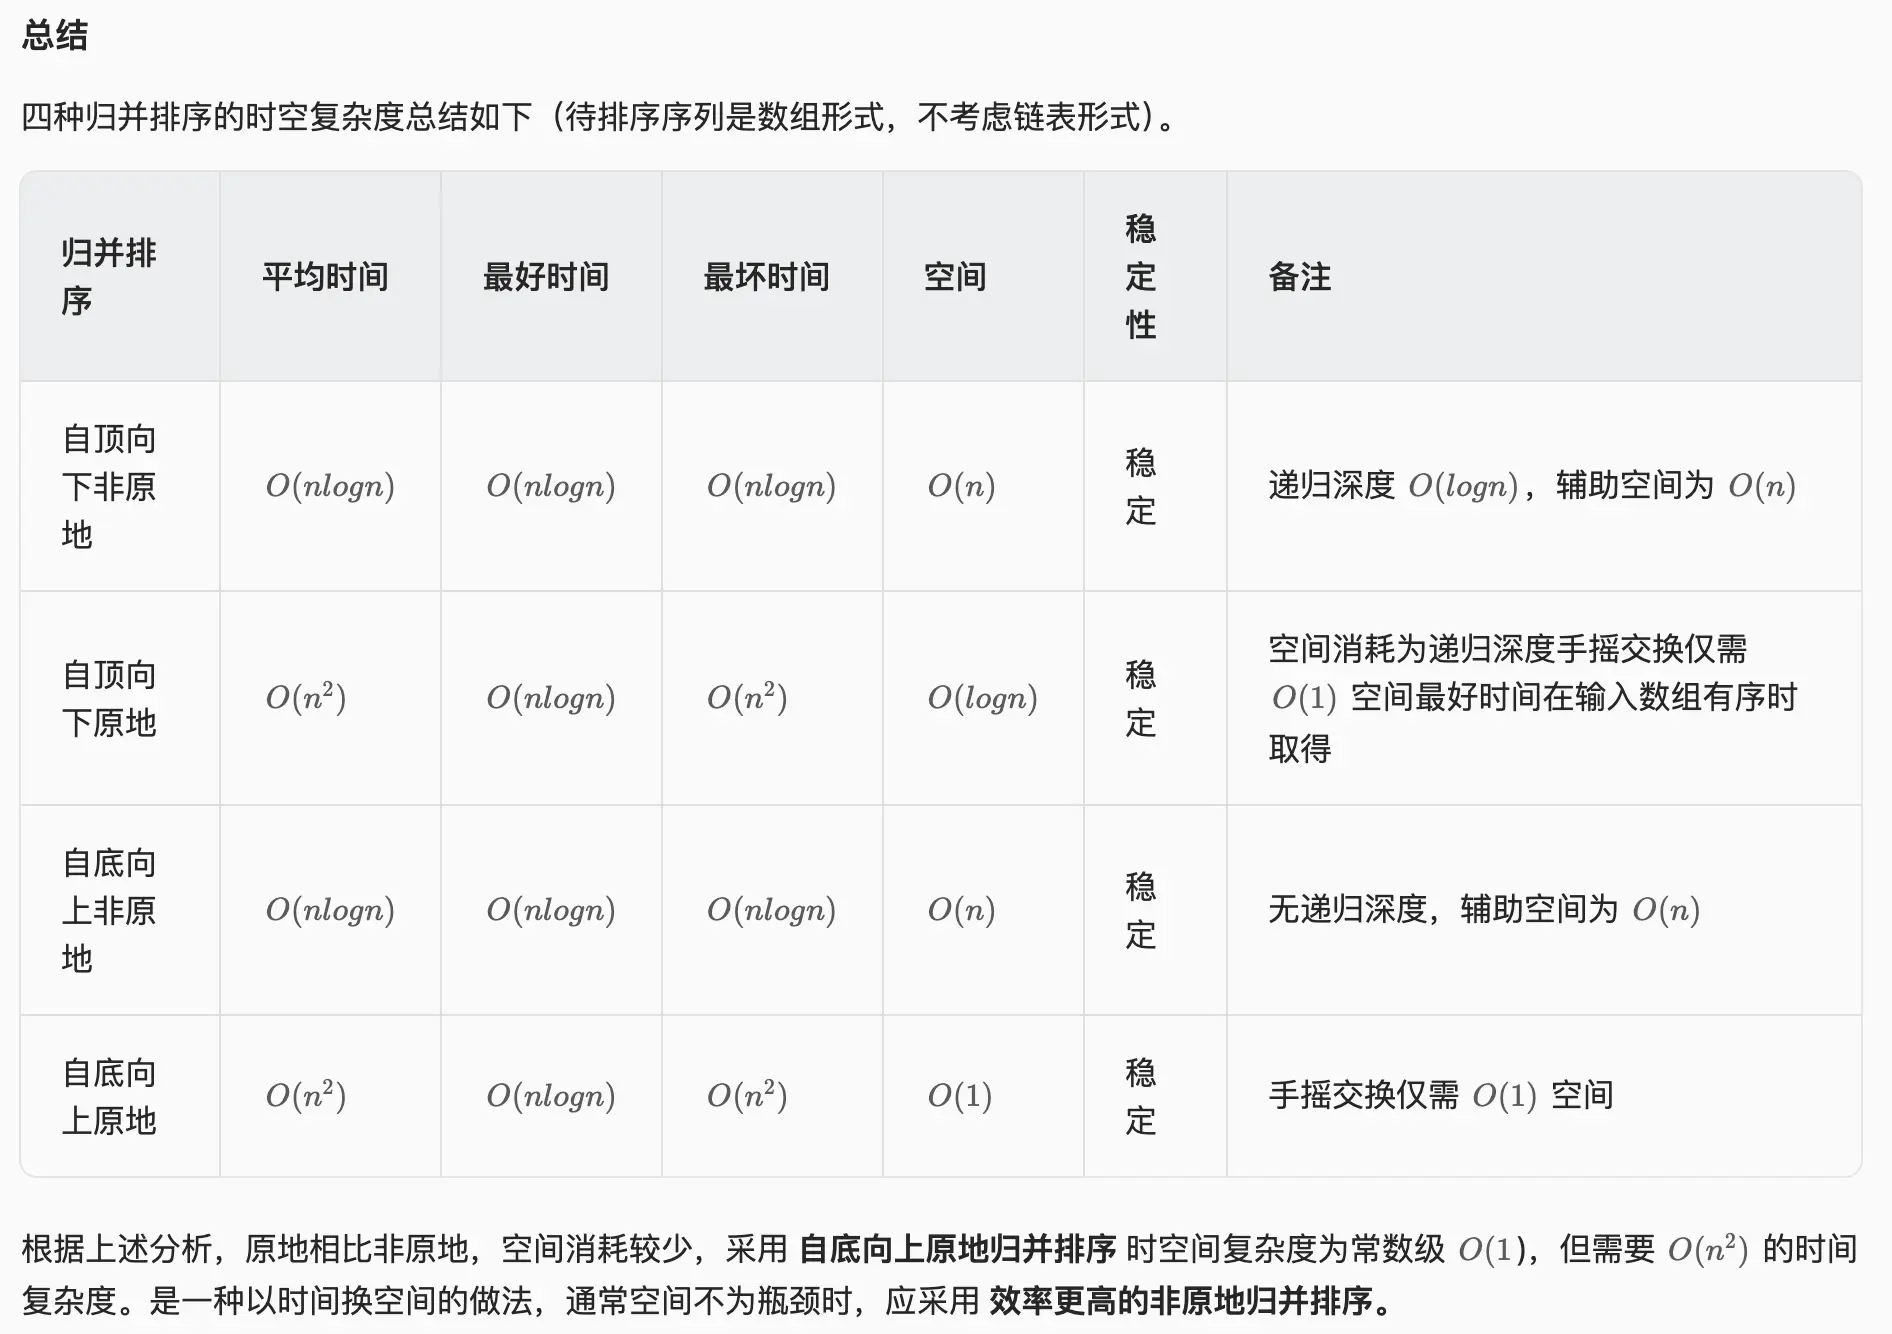 总结
四种归并排序的时空复杂度总结如下（待排序序列是数组形式，不考虑链表形式）。
归并排
序
平均时间
最好时间
最坏时间
空间
稳
定
性
备注
自顶向
下非原
地
O(nlogn)
O(nlogn)
O(nlogn)
O(n)
稳
定
递归深度 O(logn)，辅助空间为 O(n)
自顶向
下原地
O(n²)
O(nlogn)
O(n²)
O(logn)
稳
定
空间消耗为递归深度手摇交换仅需
O(1) 空间最好时间在输入数组有序时
取得
自底向
上非原
地
O(nlogn)
O(nlogn)
O(nlogn)
O(n)
稳
定
无递归深度，辅助空间为 O(n)
自底向
上原地
O(n²)
O(nlogn)
O(n²)
O(1)
稳
定
手摇交换仅需 O(1) 空间
根据上述分析，原地相比非原地，空间消耗较少，采用 自底向上原地归并排序 时空间复杂度为常数级 O(1)，但需要 O(n²) 的时间
复杂度。是一种以时间换空间的做法，通常空间不为瓶颈时，应采用 效率更高的非原地归并排序。